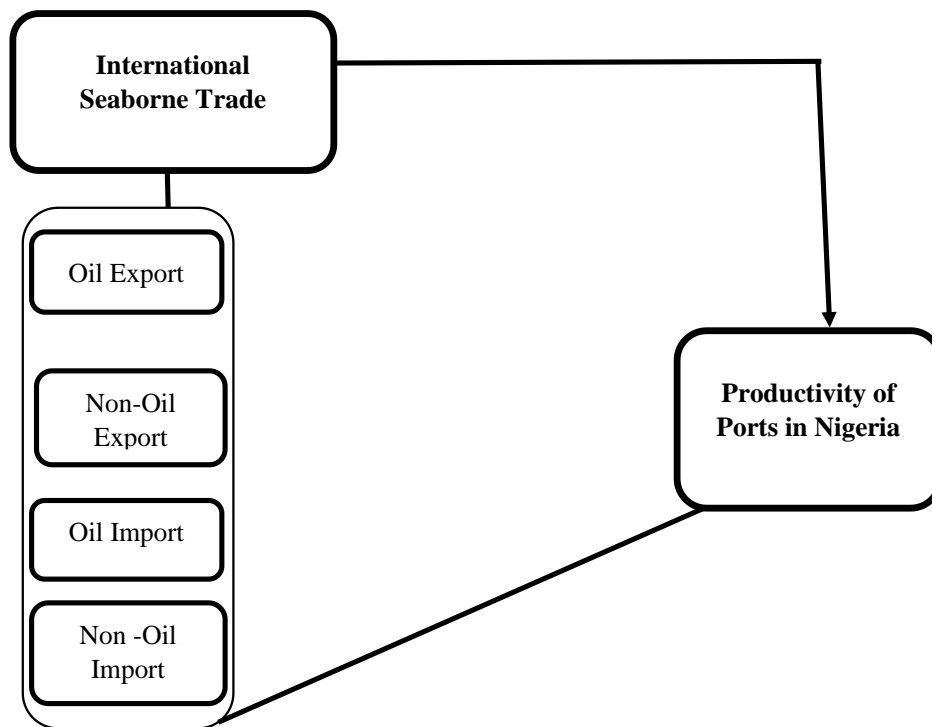 International
Seaborne Trade
Oil Export
Non-Oil
Export
Oil Import
Non -Oil
Import
Productivity of
Ports in Nigeria